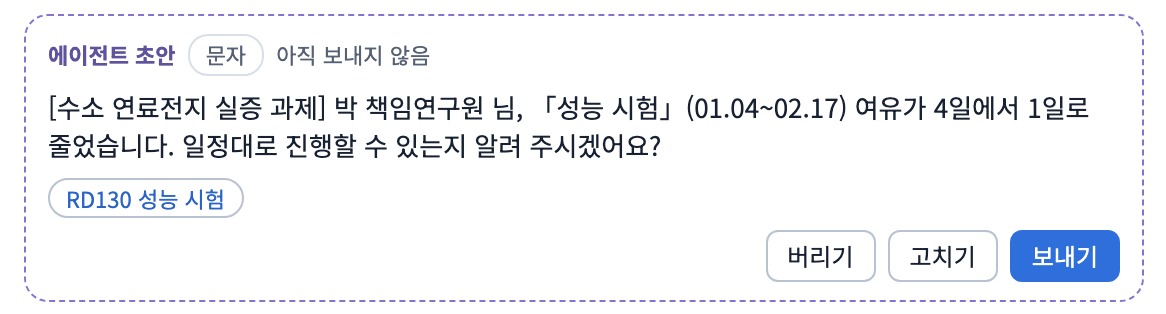 에이전트 초안 문자 아직 보내지 않음
[수소 연료전지 실증 과제] 박 책임연구원 님, 「성능 시험」(01.04~02.17) 여유가 4일에서 1일로
줄었습니다. 일정대로 진행할 수 있는지 알려 주시겠어요?
RD130 성능 시험
버리기 고치기 보내기